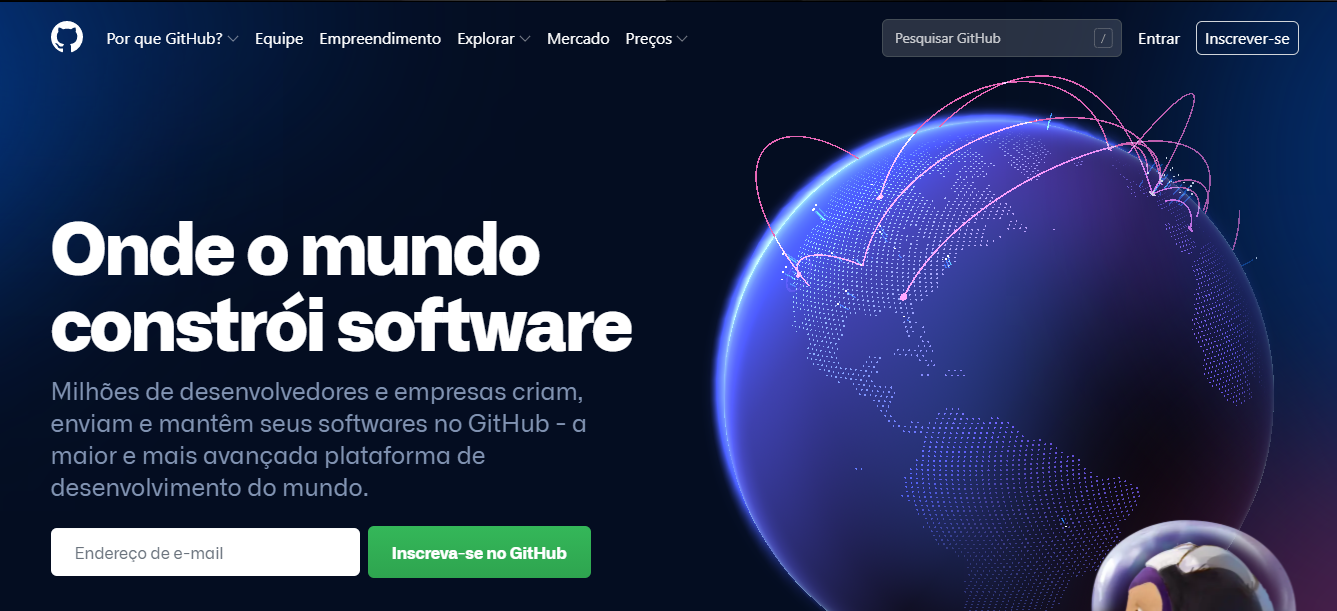 Por que GitHub? Equipe Empreendimento Explorar Mercado Preços Pesquisar GitHub / Entrar Inscrever-se
Onde o mundo
constrói software
Milhões de desenvolvedores e empresas criam,
enviam e mantêm seus softwares no GitHub - a
maior e mais avançada plataforma de
desenvolvimento do mundo.
Endereço de e-mail Inscreva-se no GitHub